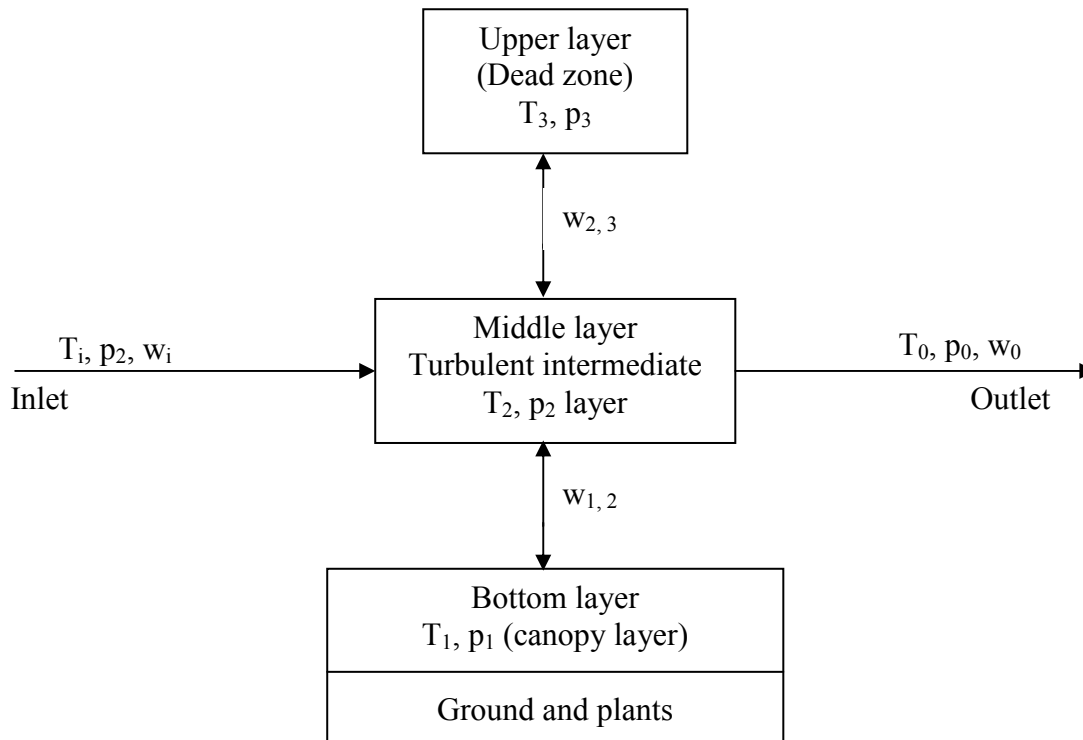 Upper layer
(Dead zone)
T₃, p₃
w₂, ₃
Tᵢ, p₂, wᵢ
Inlet
Middle layer
Turbulent intermediate
T₂, p₂ layer
T₀, p₀, w₀
Outlet
w₁, ₂
Bottom layer
T₁, p₁ (canopy layer)
Ground and plants